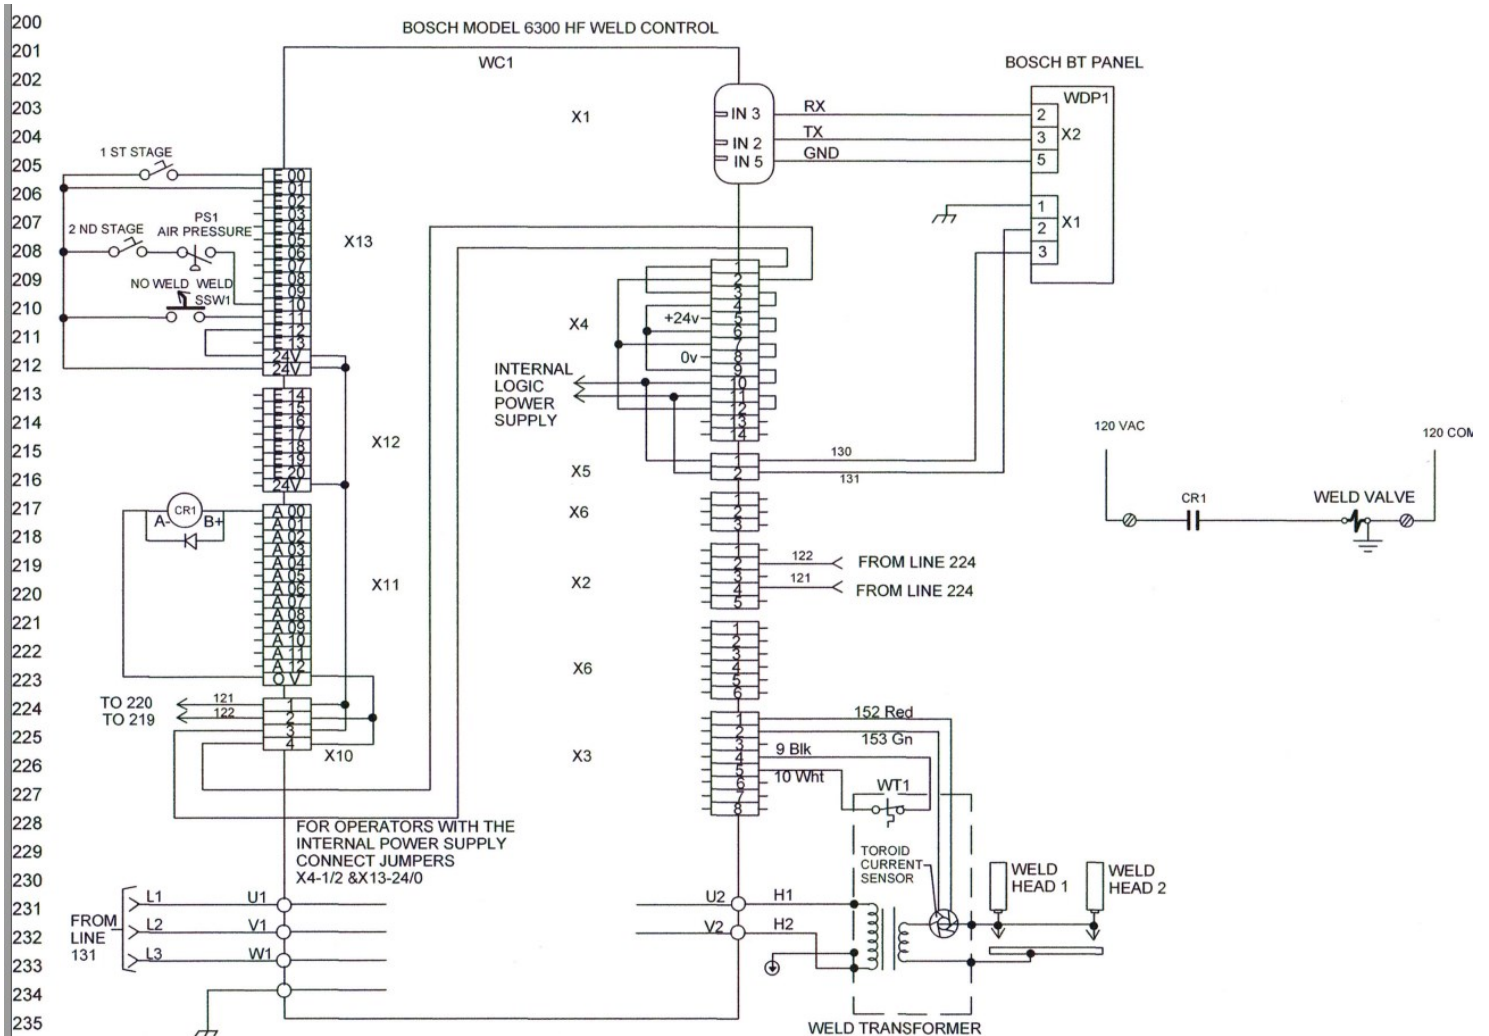 200
201
202
203
204
205
206
207
208
209
210
211
212
213
214
215
216
217
218
219
220
221
222
223
224
225
226
227
228
229
230
231
232
233
234
235
BOSCH MODEL 6300 HF WELD CONTROL
WC1
BOSCH BT PANEL
WDP1
X1
IN 3
IN 2
IN 5
RX
TX
GND
2
3
5
X2
1
2
3
X1
1 ST STAGE
2 ND STAGE
PS1
AIR PRESSURE
NO WELD WELD
SSW1
E 00
E 01
E 02
E 03
E 04
E 05
E 06
E 07
E 08
E 09
E 10
E 11
E 12
E 13
24V
24V
X13
E 14
E 15
E 16
E 17
E 18
E 19
E 20
24V
X12
CR1
A-
B+
A 00
A 01
A 02
A 03
A 04
A 05
A 06
A 07
A 08
A 09
A 10
A 11
A 12
O V
X11
TO 220
TO 219
121
122
1
2
3
4
X10
X4
+24v
0v
1
2
3
4
5
6
7
8
9
10
11
12
13
14
INTERNAL
LOGIC
POWER
SUPPLY
X5
1
2
130
131
X6
1
2
3
X2
1
2
3
4
5
122
121
FROM LINE 224
FROM LINE 224
X6
1
2
3
4
5
6
X3
1
2
3
4
5
6
7
8
152 Red
153 Gn
9 Blk
10 Wht
WT1
TOROID
CURRENT
SENSOR
WELD
HEAD 1
WELD
HEAD 2
120 VAC
120 COM
CR1
WELD VALVE
FOR OPERATORS WITH THE
INTERNAL POWER SUPPLY
CONNECT JUMPERS
X4-1/2 &X13-24/0
FROM
LINE
131
L1
L2
L3
U1
V1
W1
U2
V2
H1
H2
WELD TRANSFORMER